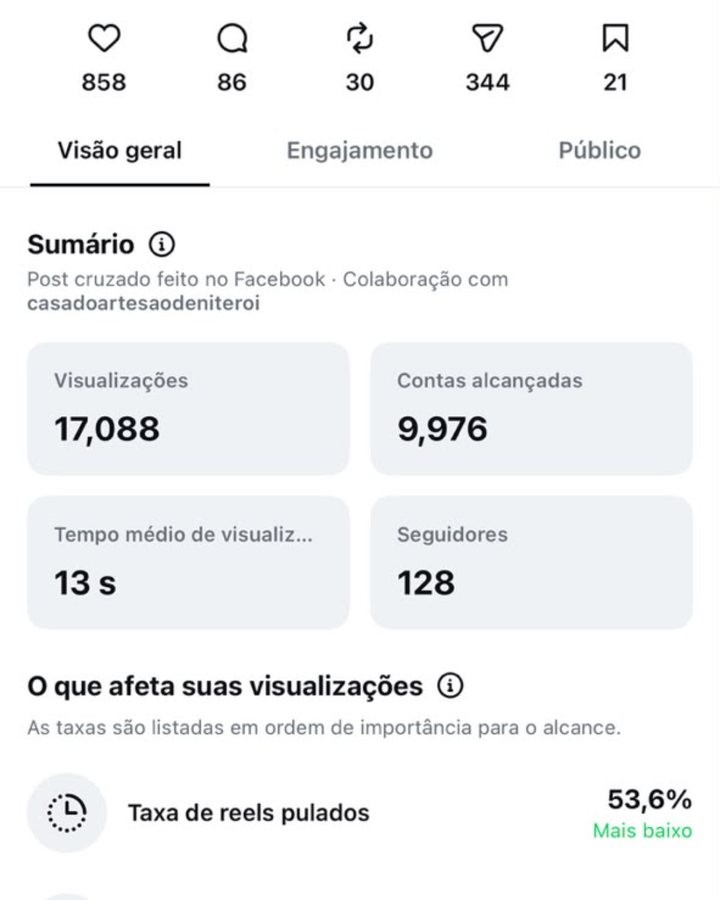 858 86 30 344 21
Visão geral Engajamento Público
Sumário
Post cruzado feito no Facebook · Colaboração com
casadoartesaodeniteroi
Visualizações Contas alcançadas
17,088 9,976
Tempo médio de visualiz... Seguidores
13 s 128
O que afeta suas visualizações
As taxas são listadas em ordem de importância para o alcance.
Taxa de reels pulados 53,6%
Mais baixo